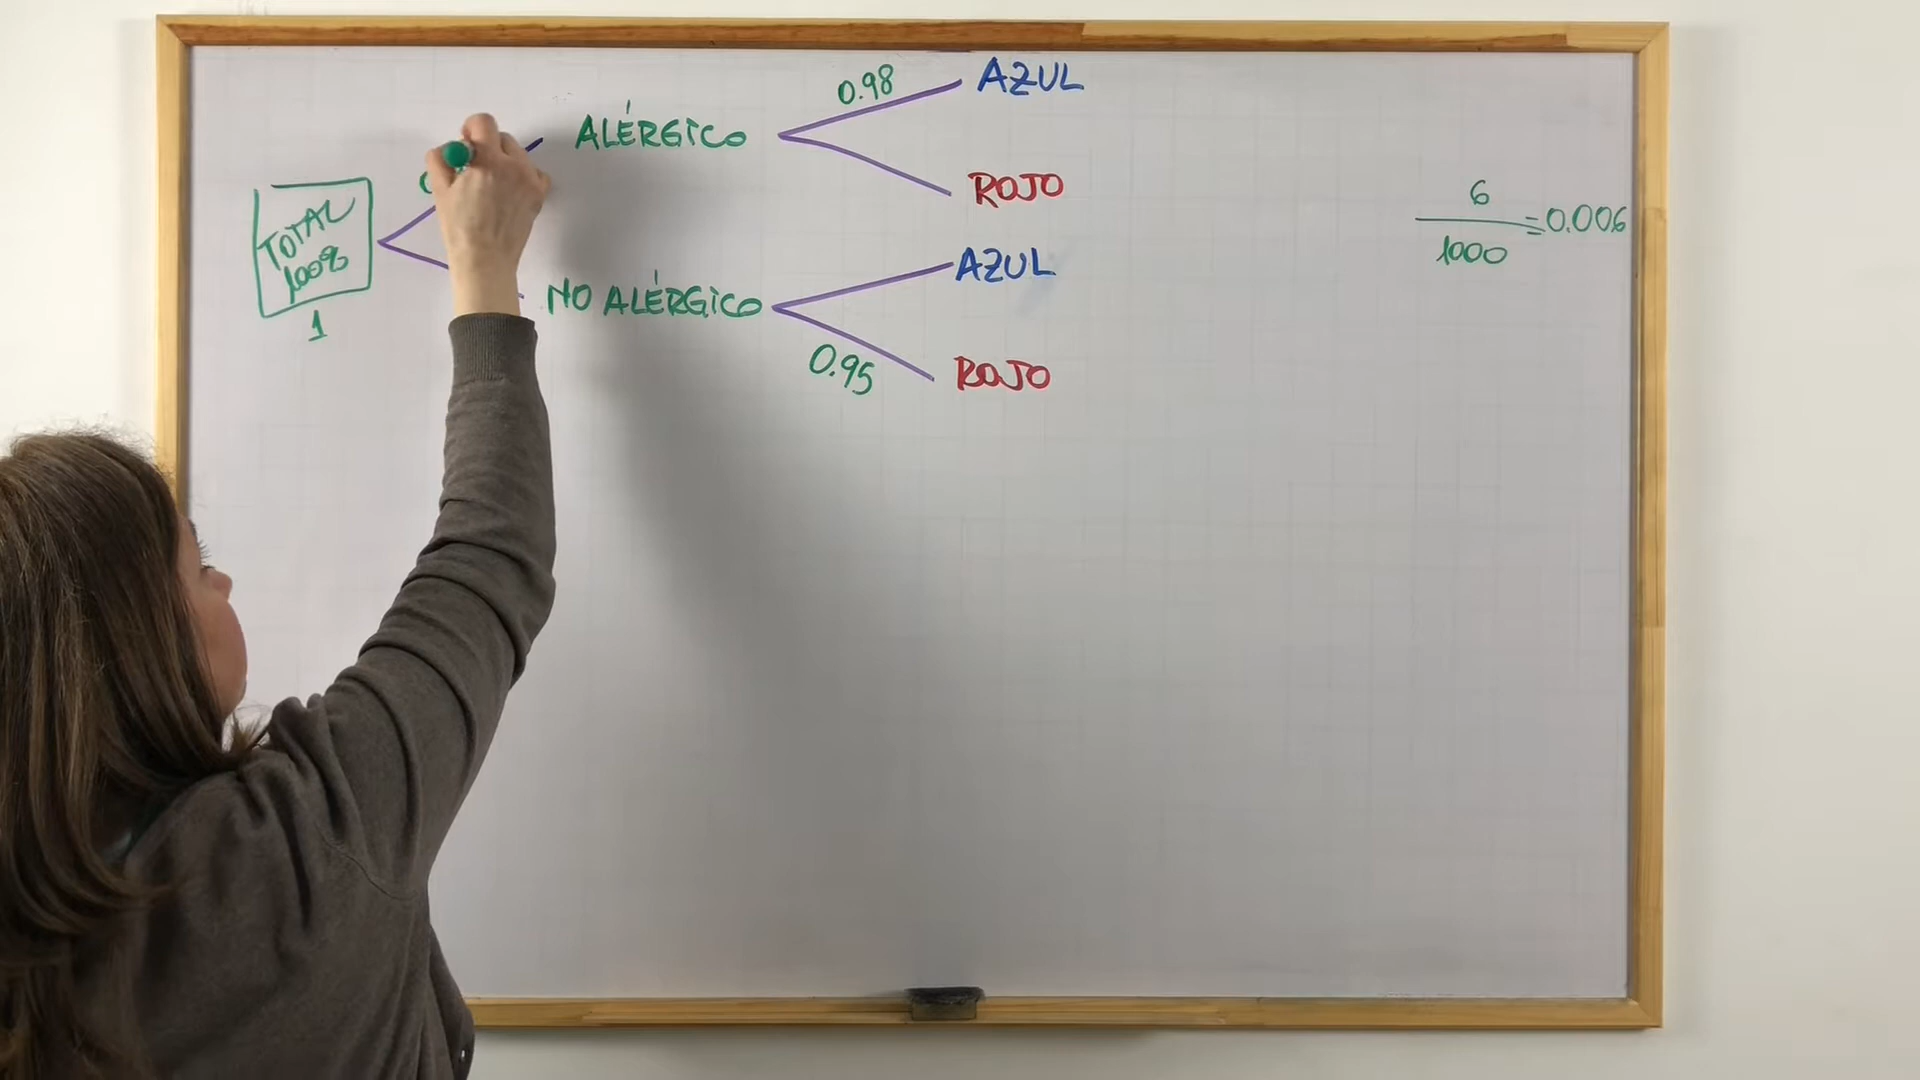 0.98
AZUL
ALÉRGICO
ROJO
TOTAL
100%
1
NO ALÉRGICO
AZUL
0.95
ROJO
6
1000
=0.006